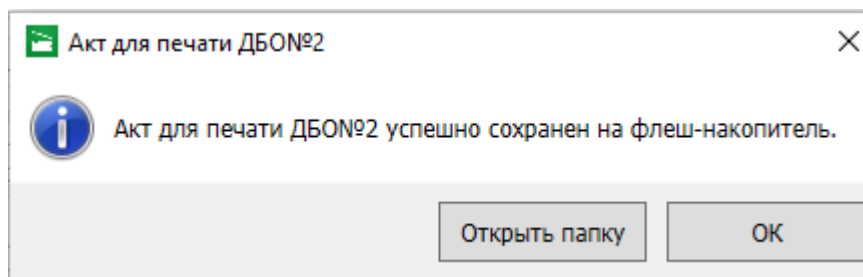 Акт для печати ДБО№2
Акт для печати ДБО№2 успешно сохранен на флеш-накопитель.
Открыть папку
ОК